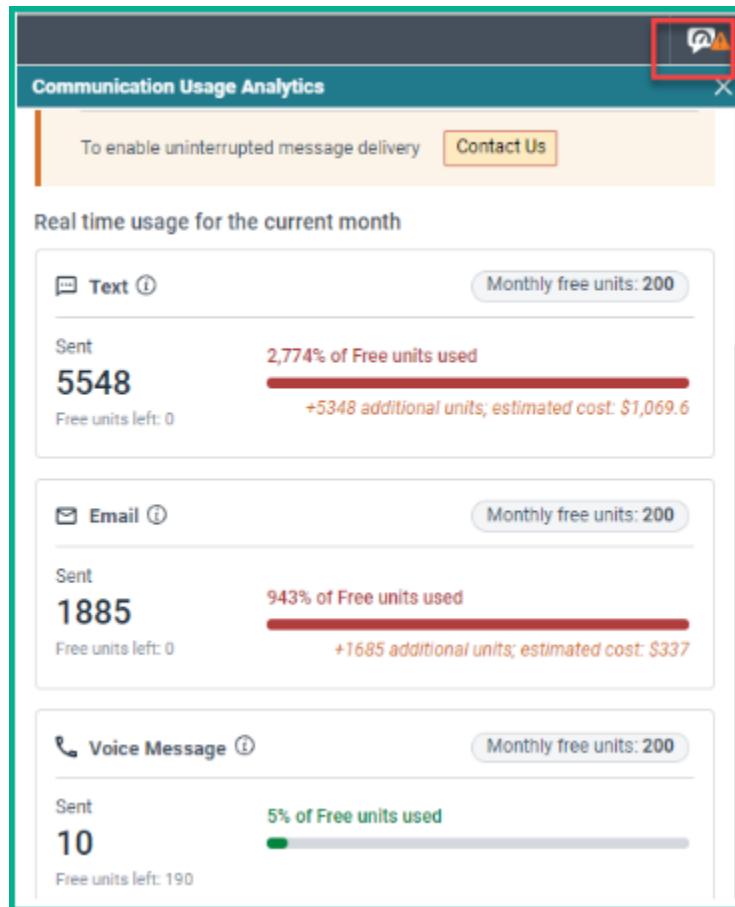 Communication Usage Analytics
To enable uninterrupted message delivery Contact Us
Real time usage for the current month
Text Monthly free units: 200
Sent
2,774% of Free units used
5548
+5348 additional units; estimated cost: $1,069.6
Free units left: 0
Email Monthly free units: 200
Sent
943% of Free units used
1885
+1685 additional units; estimated cost: $337
Free units left: 0
Voice Message Monthly free units: 200
Sent
5% of Free units used
10
Free units left: 190